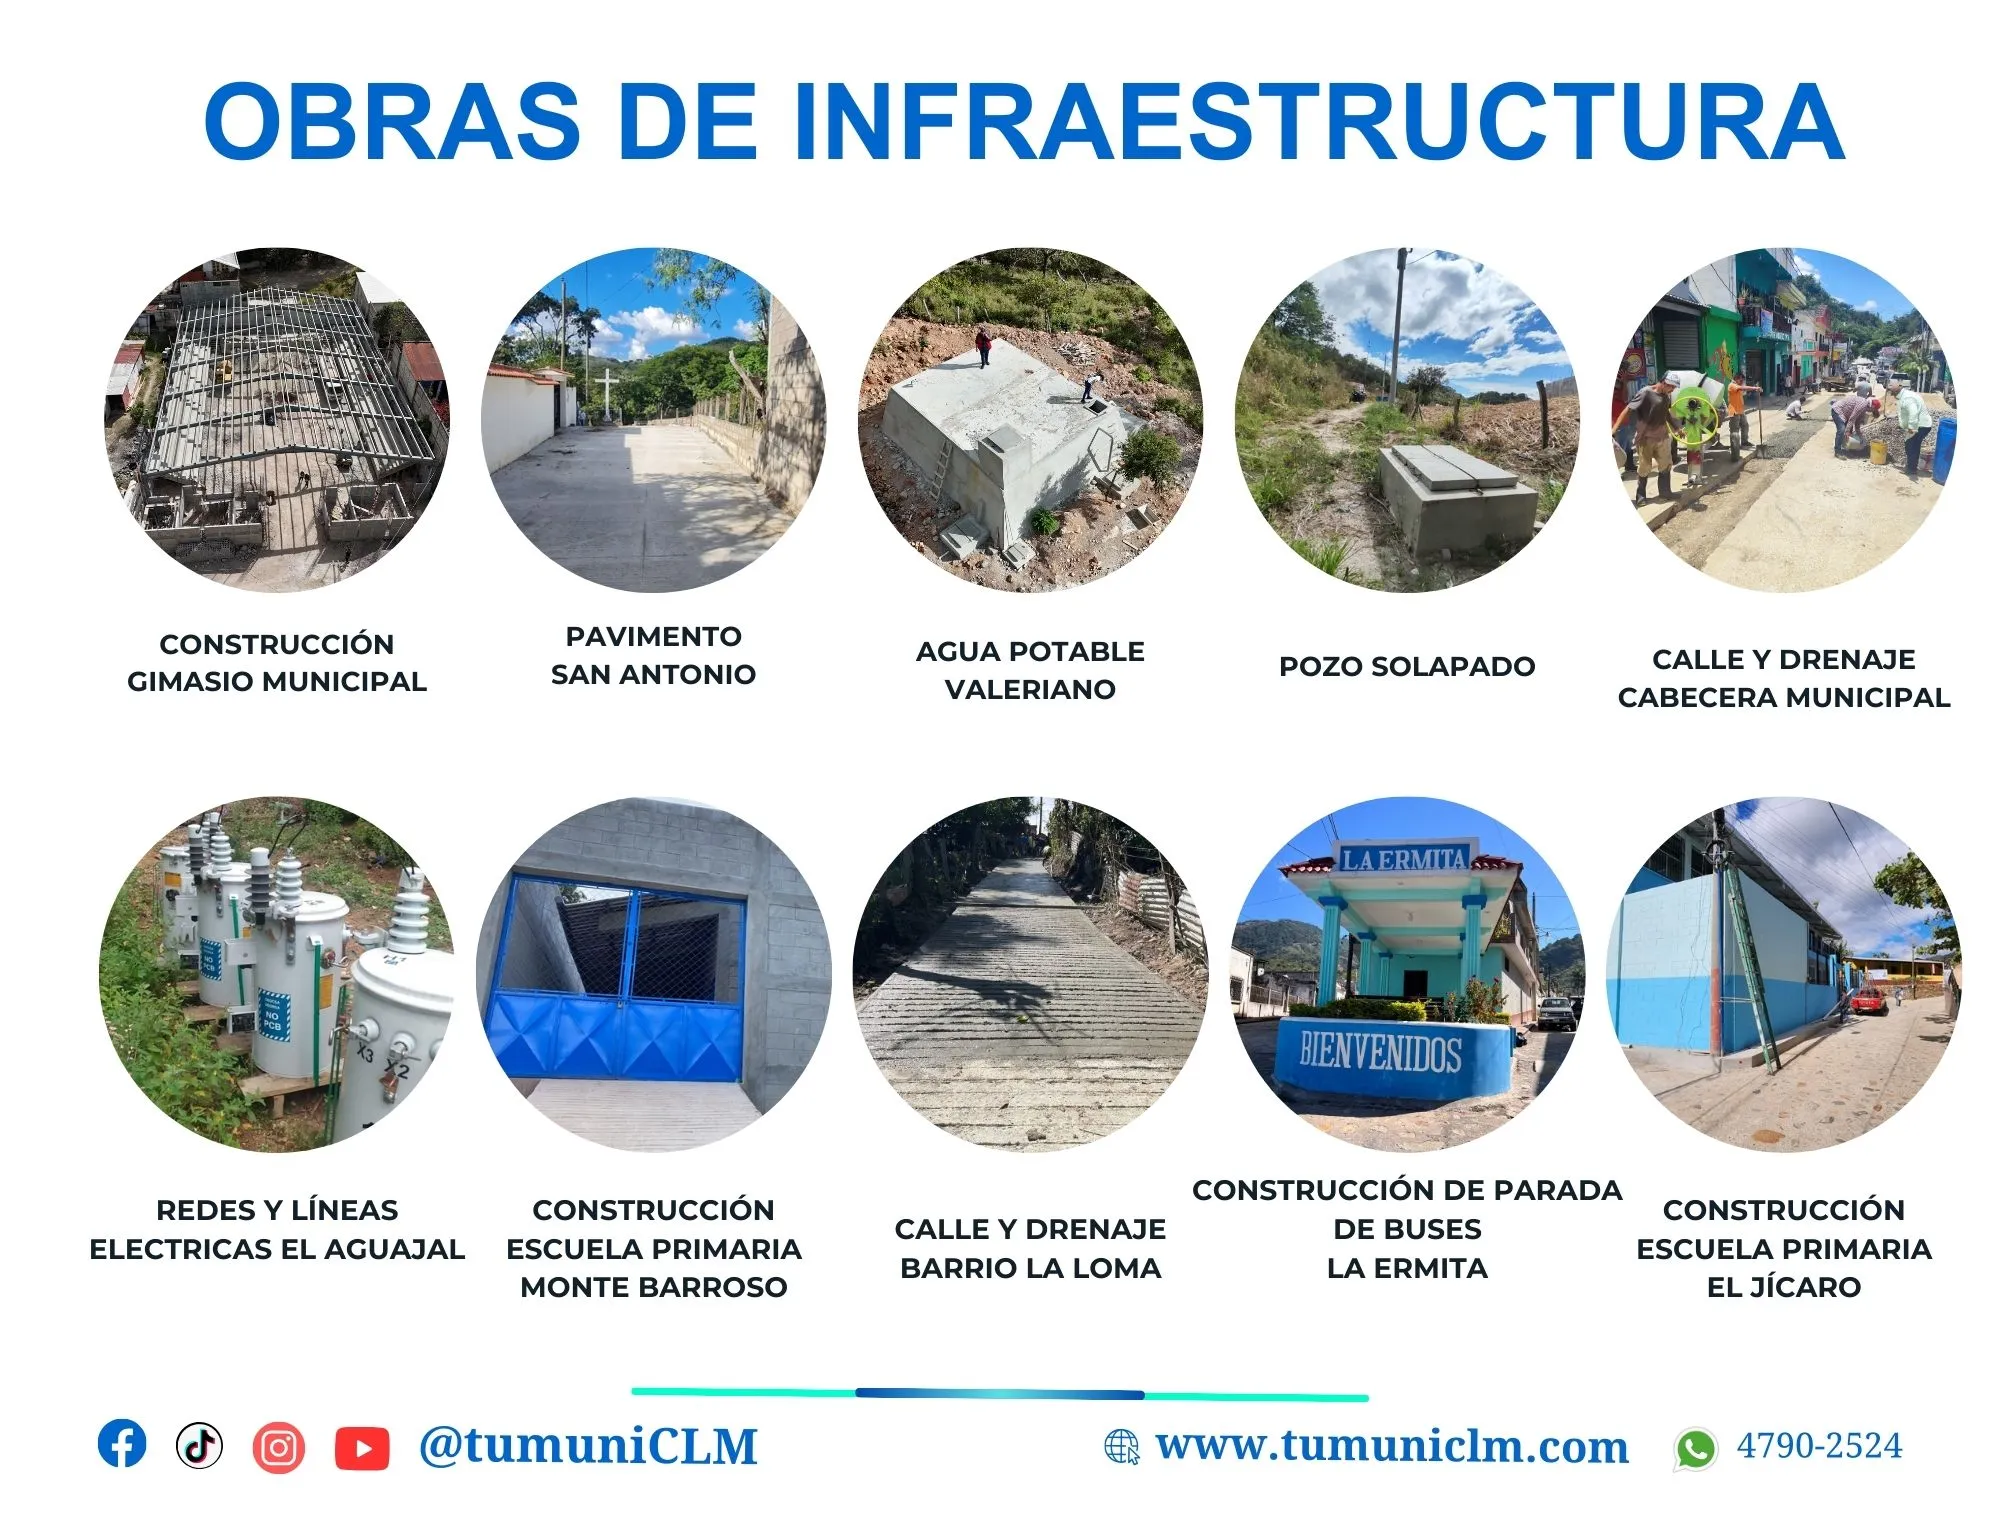 OBRAS DE INFRAESTRUCTURA
CONSTRUCCIÓN
GIMASIO MUNICIPAL
PAVIMENTO
SAN ANTONIO
AGUA POTABLE
VALERIANO
POZO SOLAPADO
CALLE Y DRENAJE
CABECERA MUNICIPAL
NO
PCB
NO
PCB
X3
X2
LA ERMITA
BIENVENIDOS
REDES Y LÍNEAS
ELECTRICAS EL AGUAJAL
CONSTRUCCIÓN
ESCUELA PRIMARIA
MONTE BARROSO
CALLE Y DRENAJE
BARRIO LA LOMA
CONSTRUCCIÓN DE PARADA
DE BUSES
LA ERMITA
CONSTRUCCIÓN
ESCUELA PRIMARIA
EL JÍCARO
@tumuniCLM
www.tumuniclm.com
4790-2524